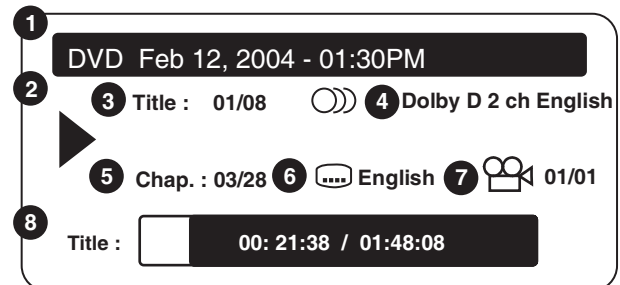 1
DVD Feb 12, 2004 - 01:30PM
2
3 Title : 01/08 4 Dolby D 2 ch English
5 Chap. : 03/28 6 .... English 7 01/01
8
Title : 00: 21:38 / 01:48:08